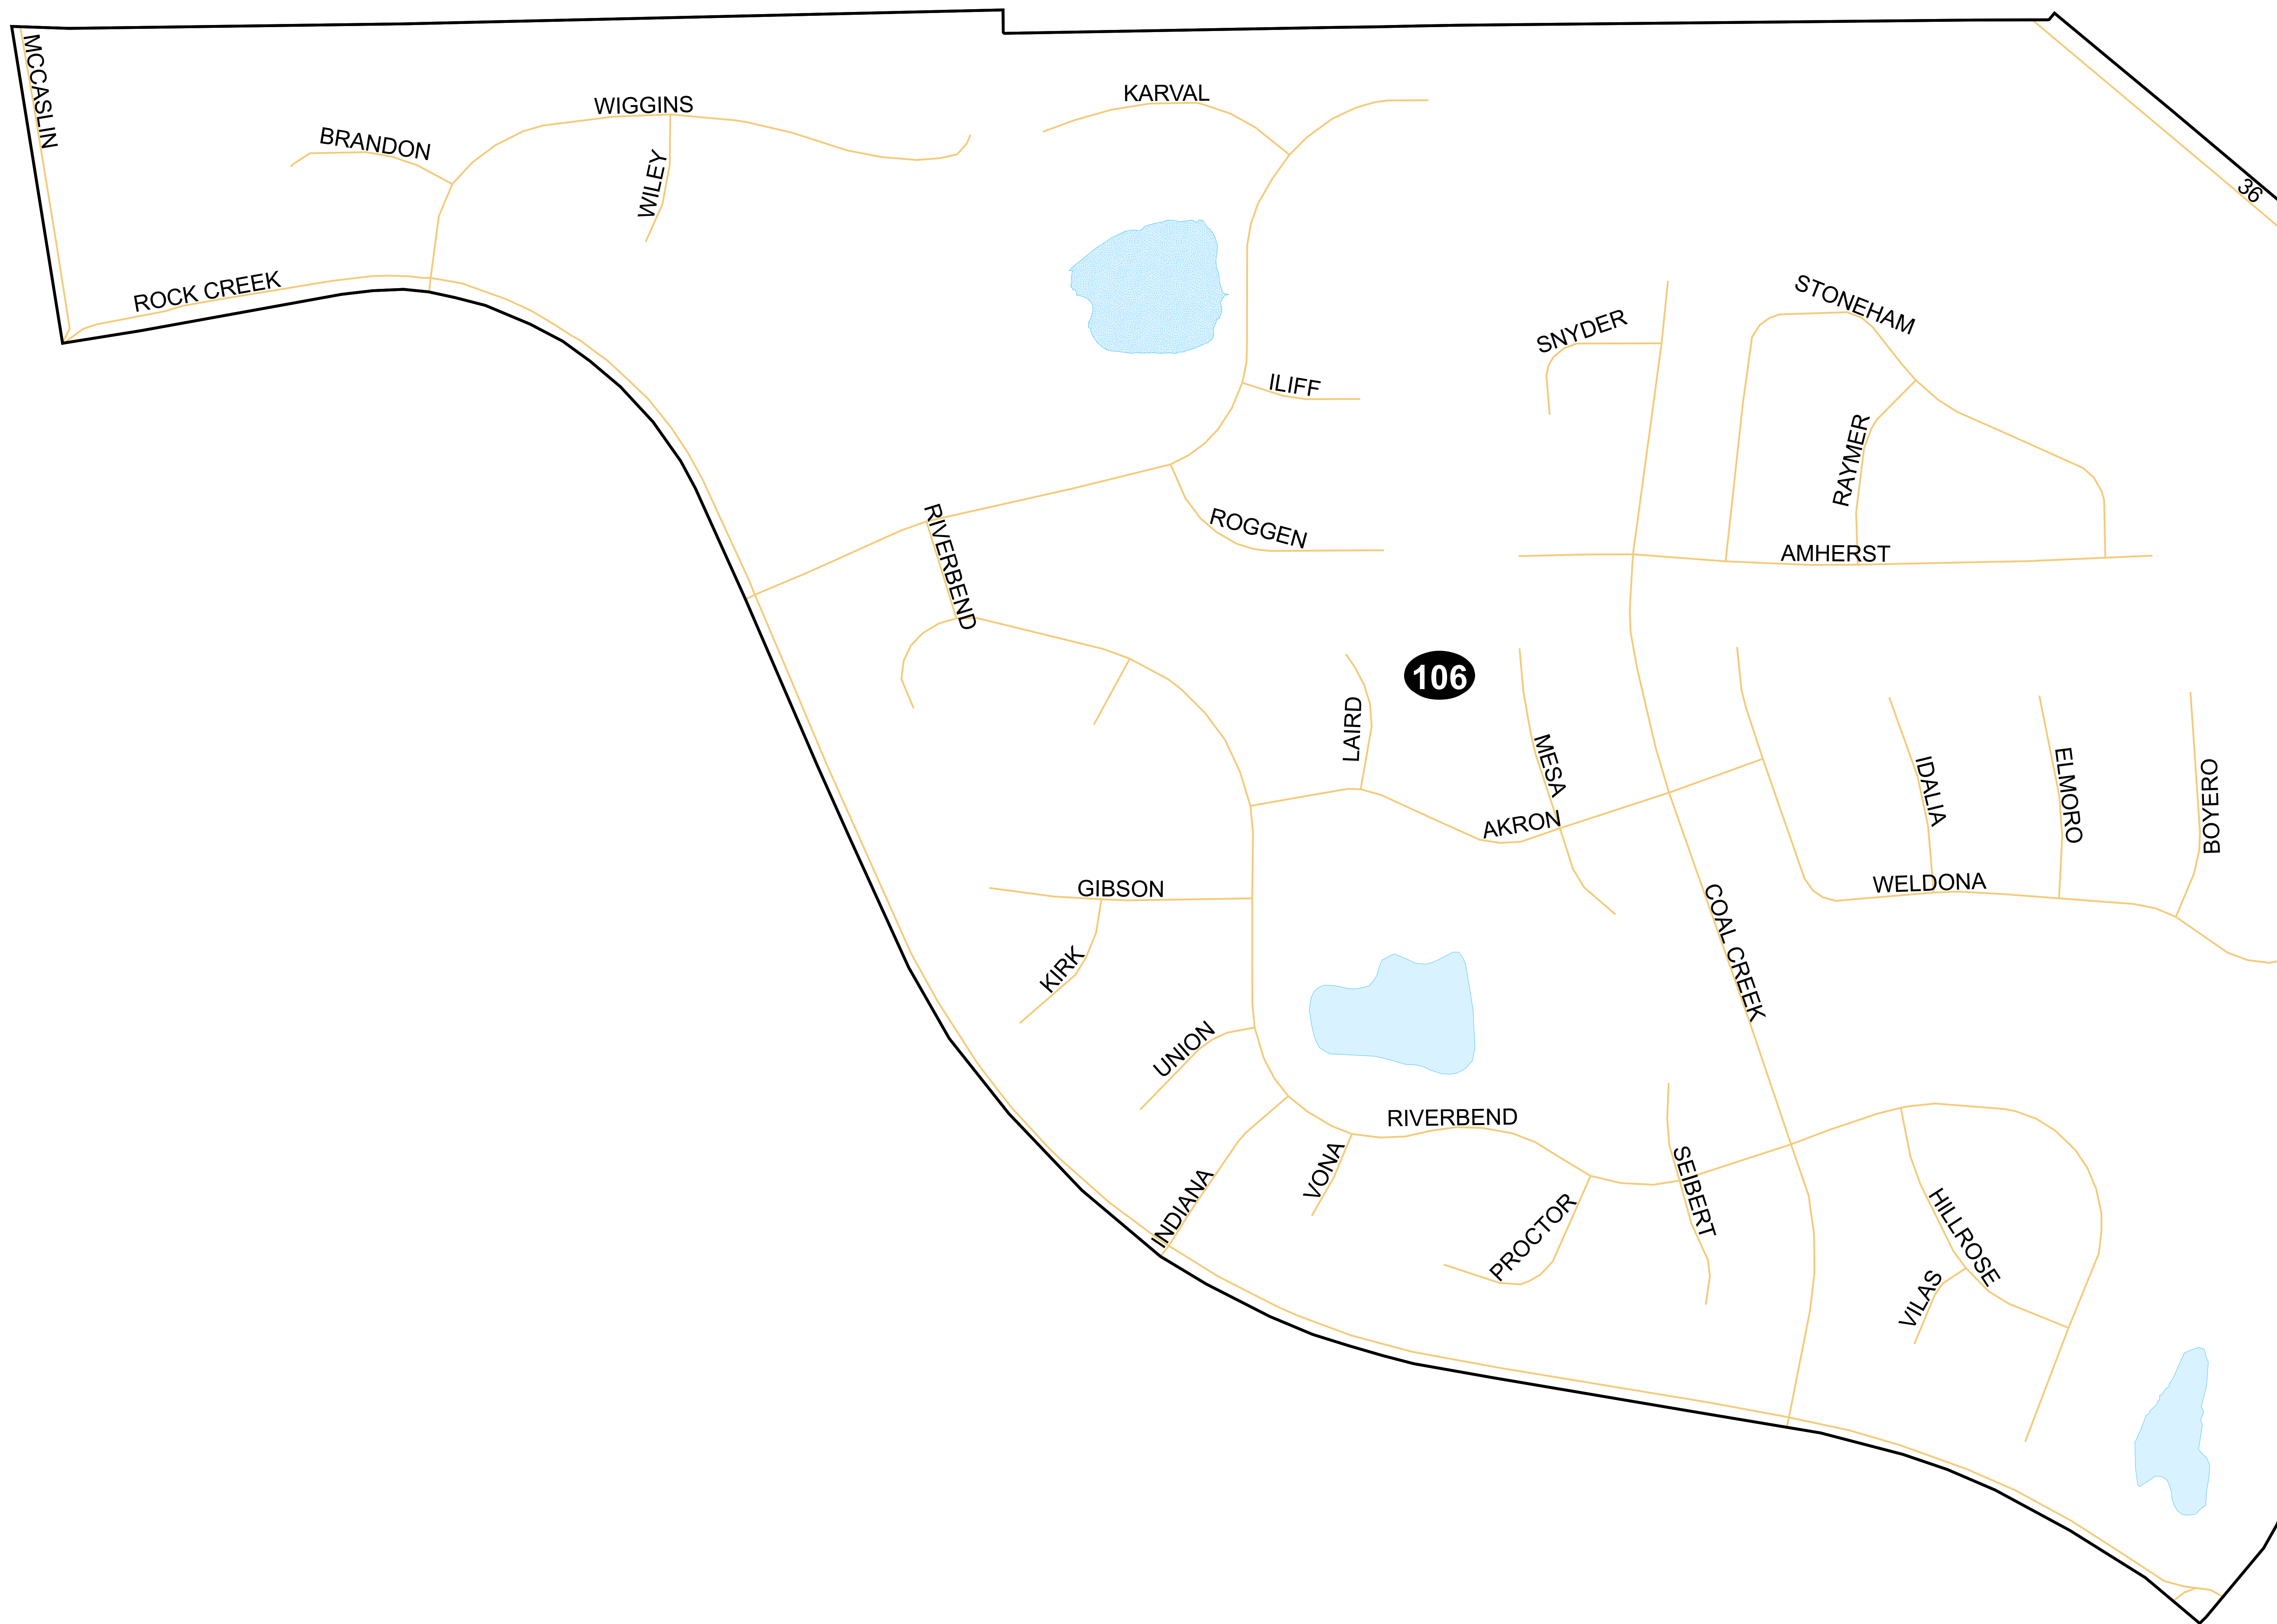 MCCASLIN
WIGGINS
KARVAL
BRANDON
WILEY
36
ROCK CREEK
STONEHAM
SNYDER
ILIFF
RAYMER
RIVERBEND
ROGGEN
AMHERST
106
LAIRD
MESA
IDALIA
ELMORO
BOYERO
AKRON
GIBSON
WELDONA
COAL CREEK
KIRK
UNION
RIVERBEND
VONA
SEIBERT
INDIANA
PROCTOR
HILLROSE
VILAS